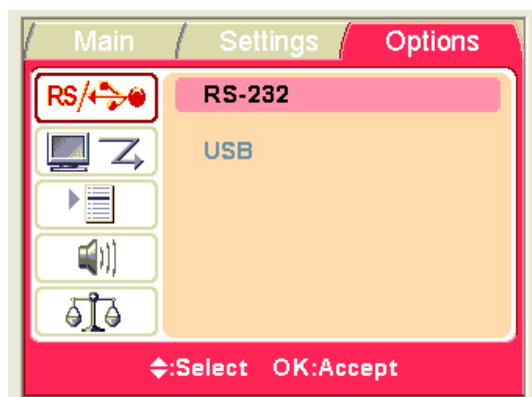 Main Settings Options
RS/
RS-232
USB
:Select OK:Accept